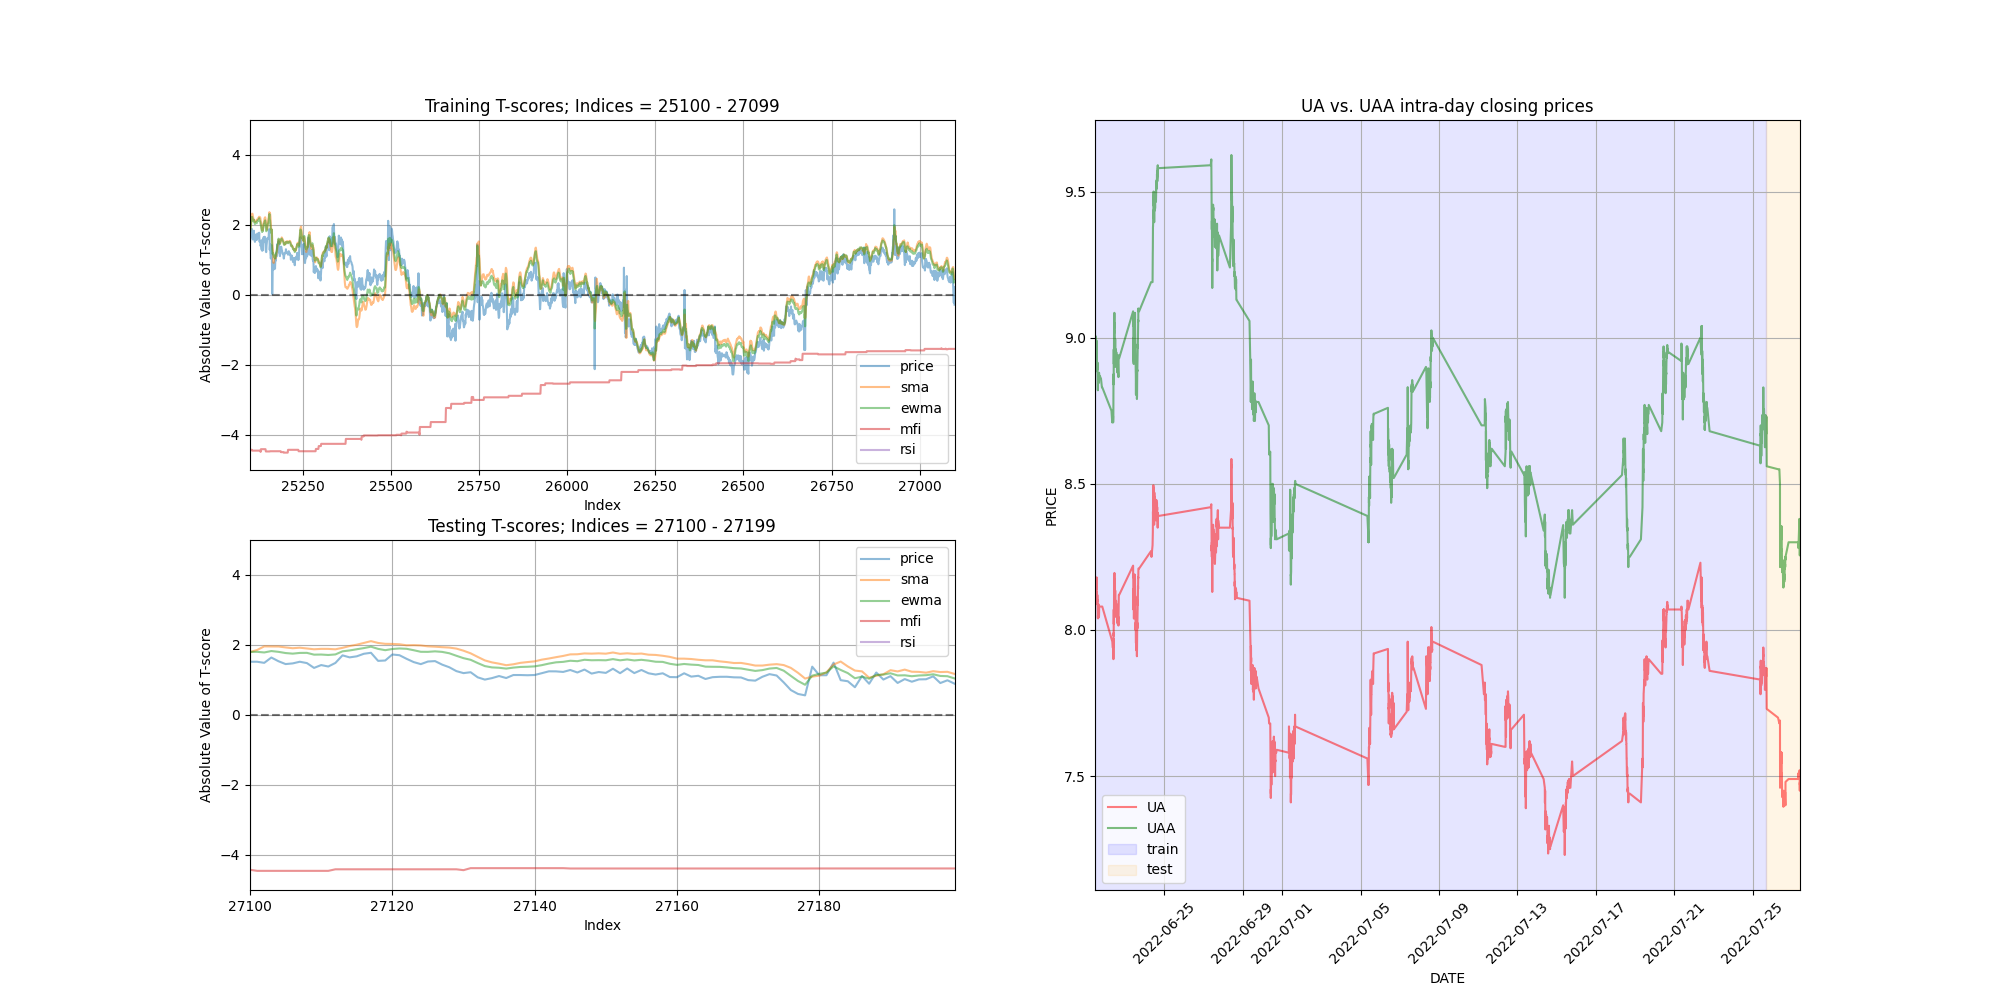 Training T-scores; Indices = 25100 - 27099
Absolute Value of T-score
4
2
0
−2
−4
price
sma
ewma
mfi
rsi
25250 25500 25750 26000 26250 26500 26750 27000
Index
Testing T-scores; Indices = 27100 - 27199
Absolute Value of T-score
4
2
0
−2
−4
price
sma
ewma
mfi
rsi
27100 27120 27140 27160 27180
Index
UA vs. UAA intra-day closing prices
PRICE
9.5
9.0
8.5
8.0
7.5
UA
UAA
train
test
2022-06-25 2022-06-29 2022-07-01 2022-07-05 2022-07-09 2022-07-13 2022-07-17 2022-07-21 2022-07-25
DATE